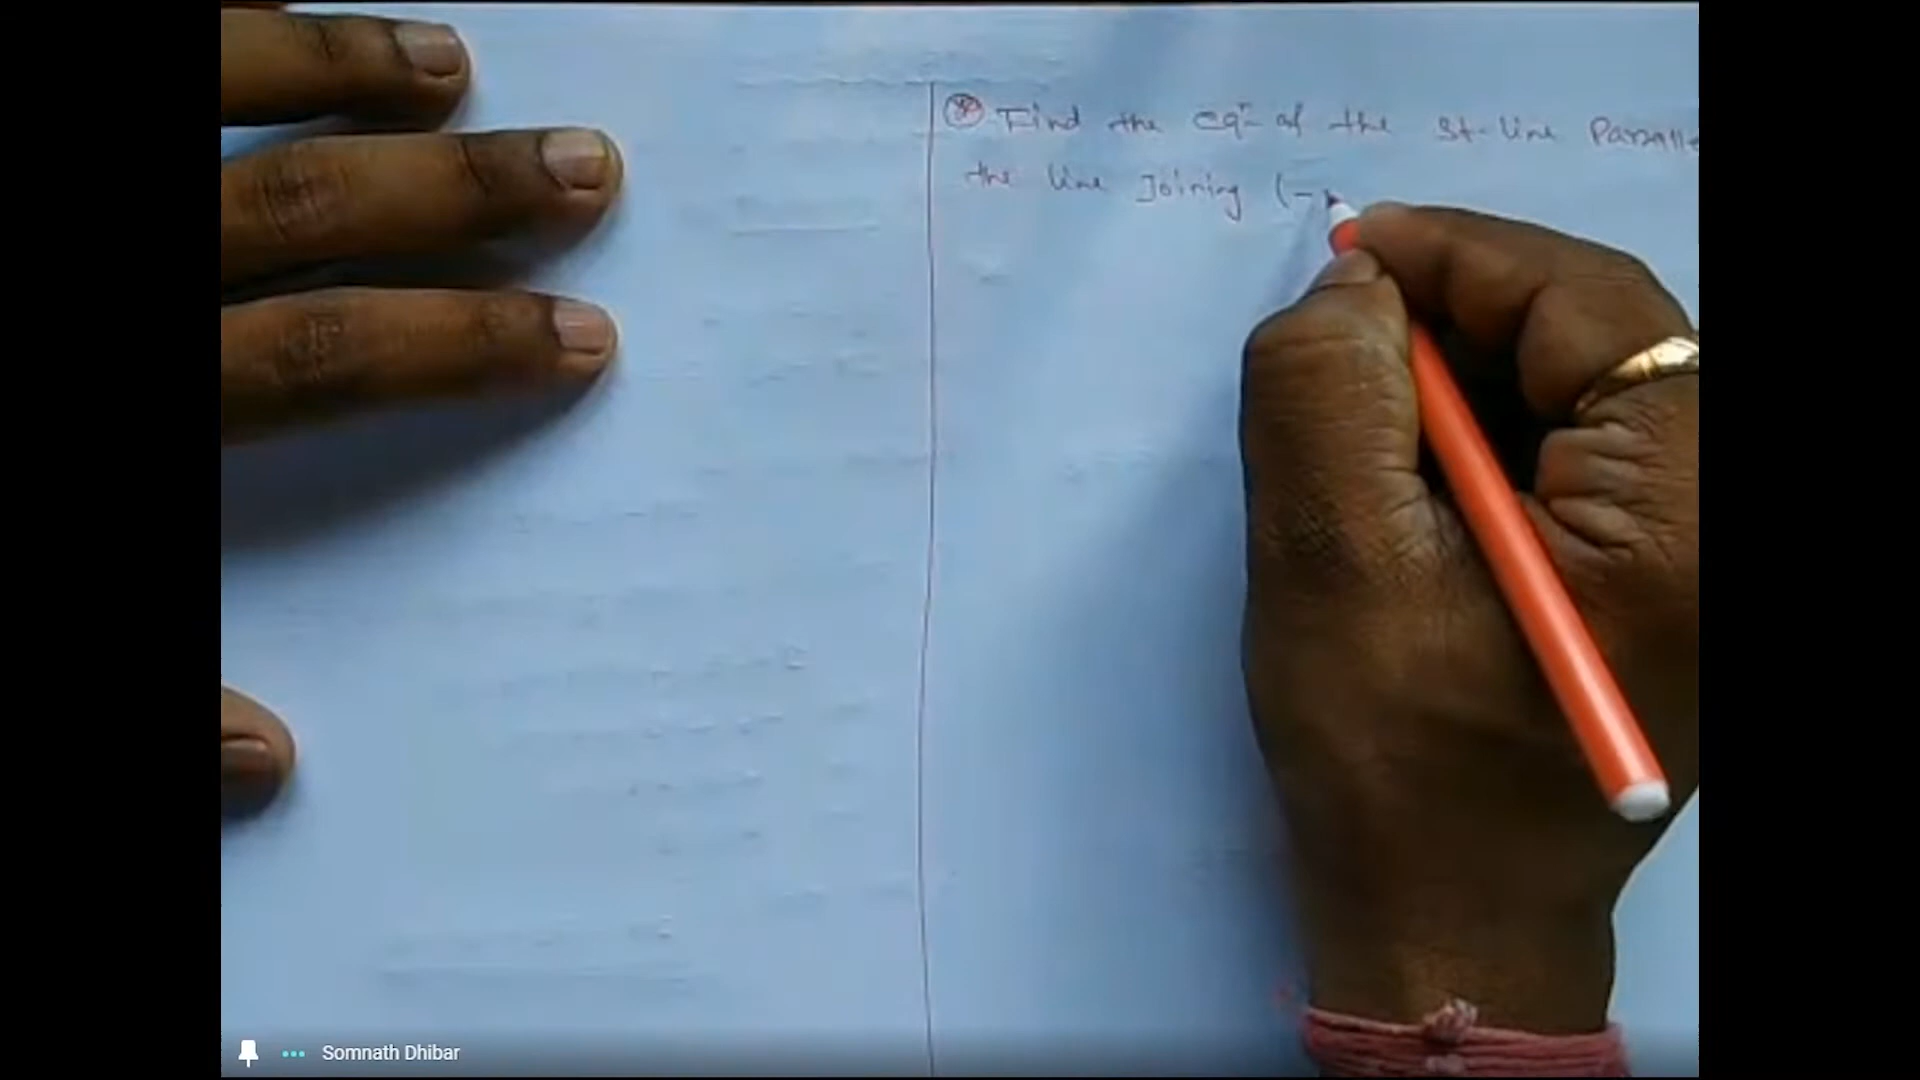 Find the eqn of the St-line Paralle
the line Joining (-
Somnath Dhibar